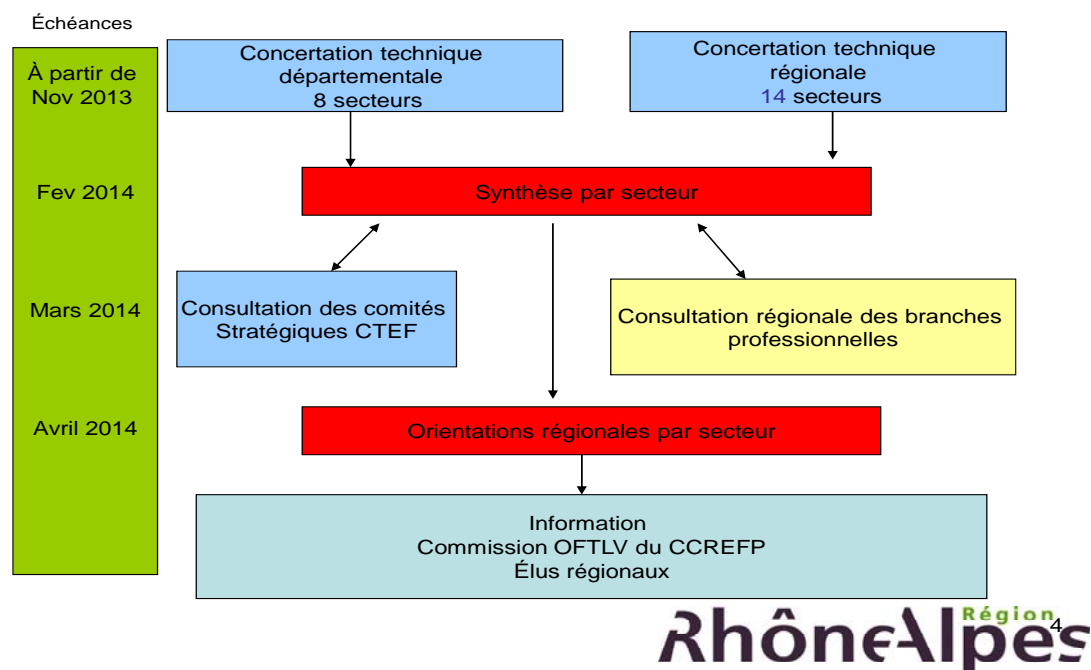 Échéances
À partir de
Nov 2013
Concertation technique
départementale
8 secteurs
Concertation technique
régionale
14 secteurs
Fev 2014
Synthèse par secteur
Mars 2014
Consultation des comités
Stratégiques CTEF
Consultation régionale des branches
professionnelles
Avril 2014
Orientations régionales par secteur
Information
Commission OFTLV du CCREFP
Élus régionaux
Région
RhôneAlpes
4